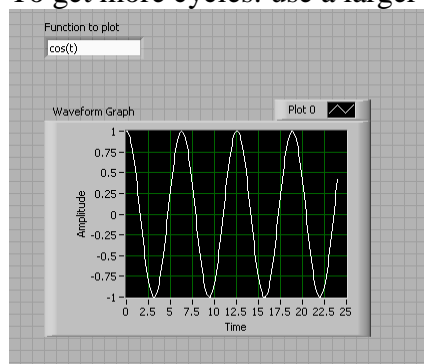 To get more cycles: use a larger
Function to plot
cos(t)
Waveform Graph
Plot 0
Amplitude
1
0.75
0.5
0.25
0
-0.25
-0.5
-0.75
-1
0 2.5 5 7.5 10 12.5 15 17.5 20 22.5 25
Time